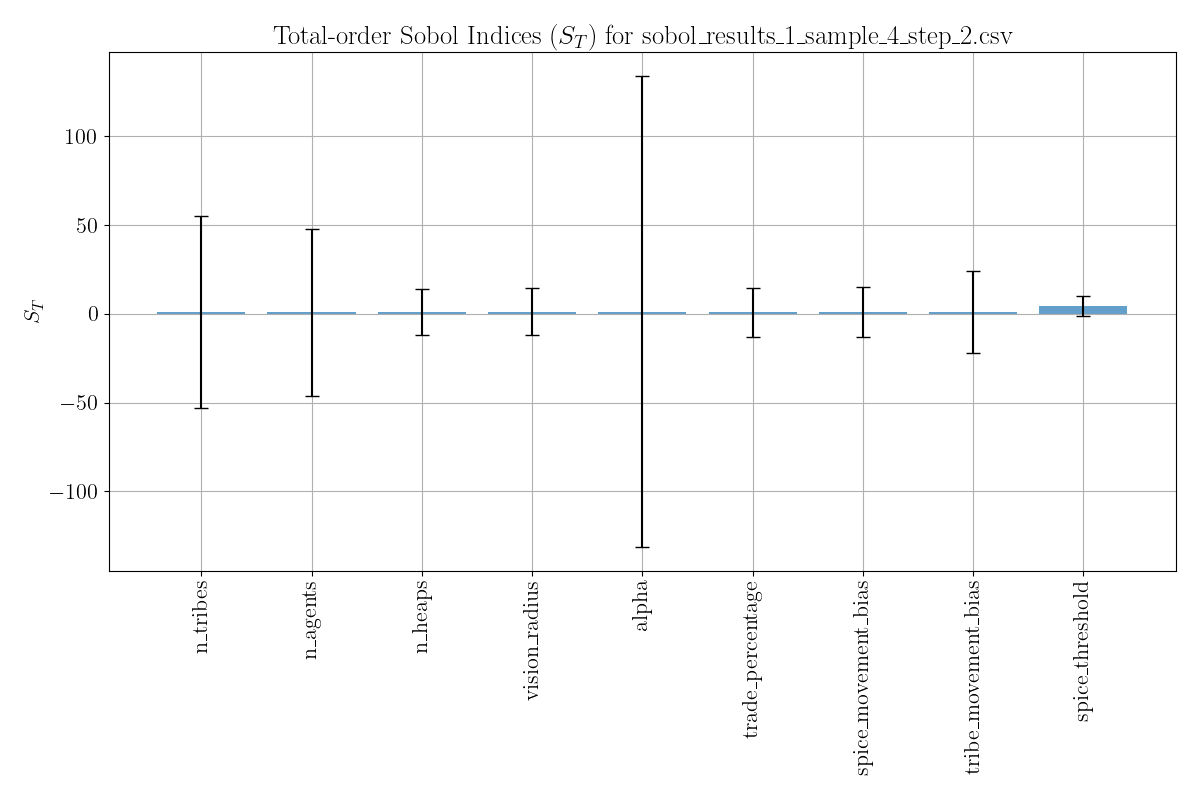 Total-order Sobol Indices (S_T) for sobol_results_1_sample_4_step_2.csv
S_T
100
50
0
−50
−100
n_tribes
n_agents
n_heaps
vision_radius
alpha
trade_percentage
spice_movement_bias
tribe_movement_bias
spice_threshold